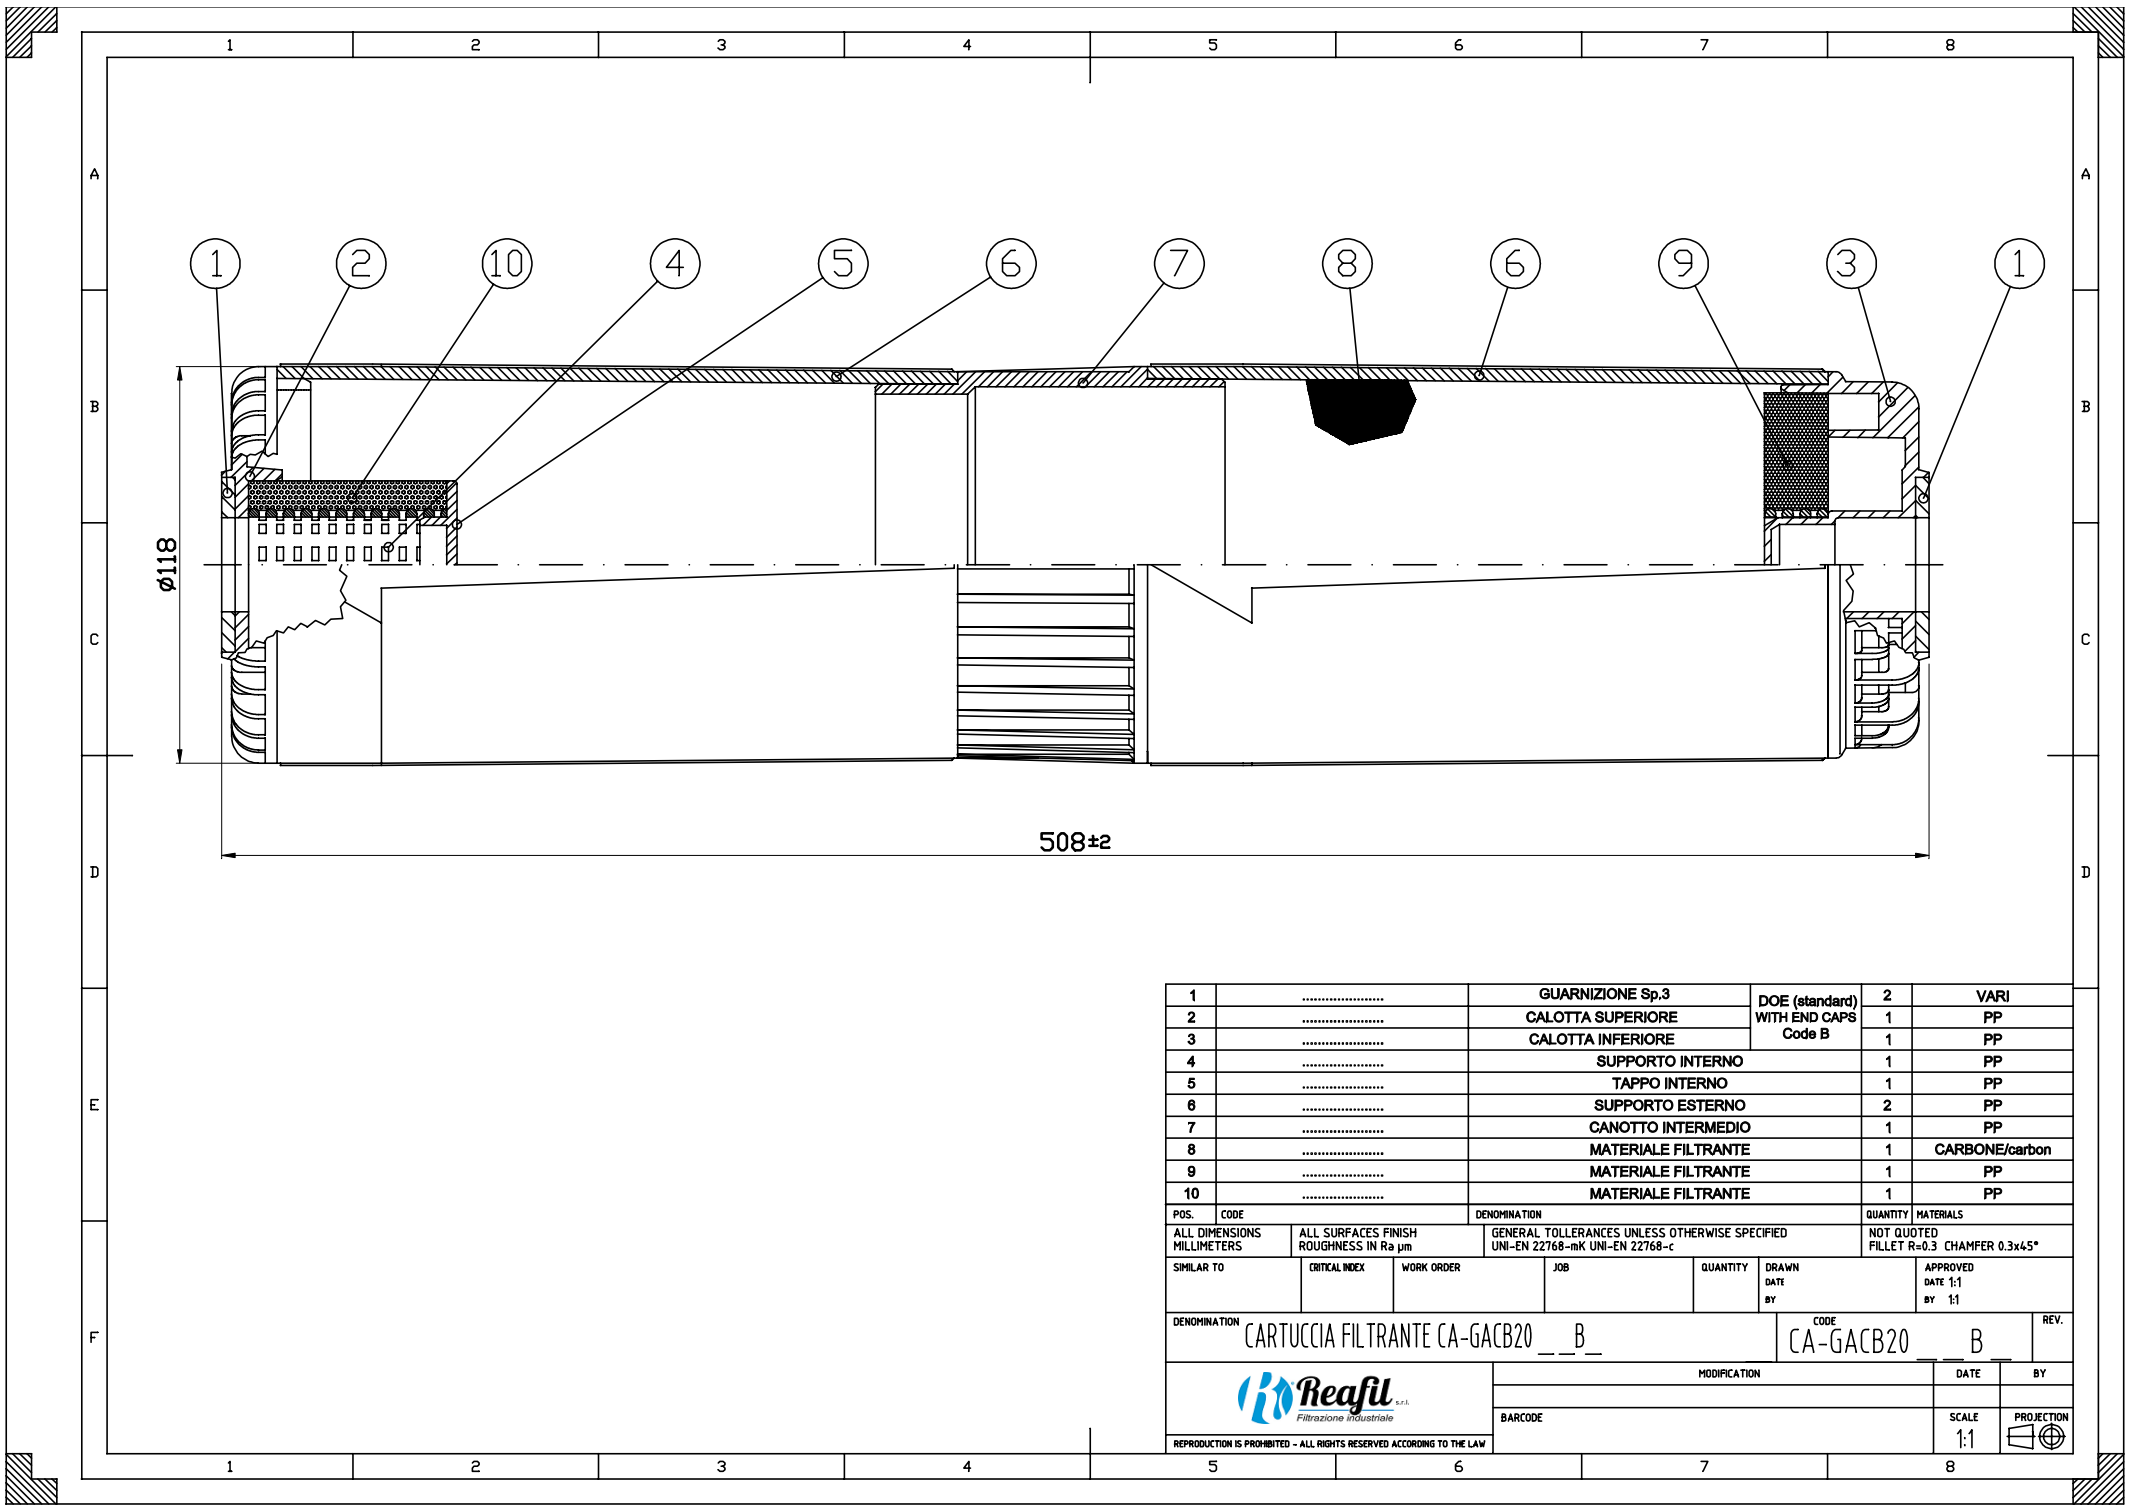 1 2 3 4 5 6 7 8
A A
1 2 10 4 5 6 7 8 6 9 3 1
B B
ø118
C C
508±2
D D
1 ..................... GUARNIZIONE Sp.3 2 VARI
2 ..................... CALOTTA SUPERIORE 1 PP
3 ..................... CALOTTA INFERIORE 1 PP
DOE (standard)
WITH END CAPS
Code B
4 ..................... SUPPORTO INTERNO 1 PP
5 ..................... TAPPO INTERNO 1 PP
E
6 ..................... SUPPORTO ESTERNO 2 PP
E
7 ..................... CANOTTO INTERMEDIO 1 PP
8 ..................... MATERIALE FILTRANTE 1 CARBONE/carbon
9 ..................... MATERIALE FILTRANTE 1 PP
10 ..................... MATERIALE FILTRANTE 1 PP
POS. CODE DENOMINATION QUANTITY MATERIALS
ALL DIMENSIONS
MILLIMETERS
ALL SURFACES FINISH
ROUGHNESS IN Ra µm
GENERAL TOLLERANCES UNLESS OTHERWISE SPECIFIED
UNI-EN 22768-mK UNI-EN 22768-c
NOT QUOTED
FILLET R=0.3 CHAMFER 0.3x45°
SIMILAR TO
CRITICAL INDEX
WORK ORDER
JOB
QUANTITY
DRAWN
DATE
BY
APPROVED
DATE 1:1
BY 1:1
F
DENOMINATION
CARTUCCIA FILTRANTE CA-GACB20 _ _B_
CODE
CA-GACB20 _ _ B _
REV.
Reafil s.r.l.
Filtrazione industriale
REPRODUCTION IS PROHIBITED - ALL RIGHTS RESERVED ACCORDING TO THE LAW
MODIFICATION DATE BY
BARCODE
SCALE
1:1
PROJECTION
1 2 3 4 5 6 7 8